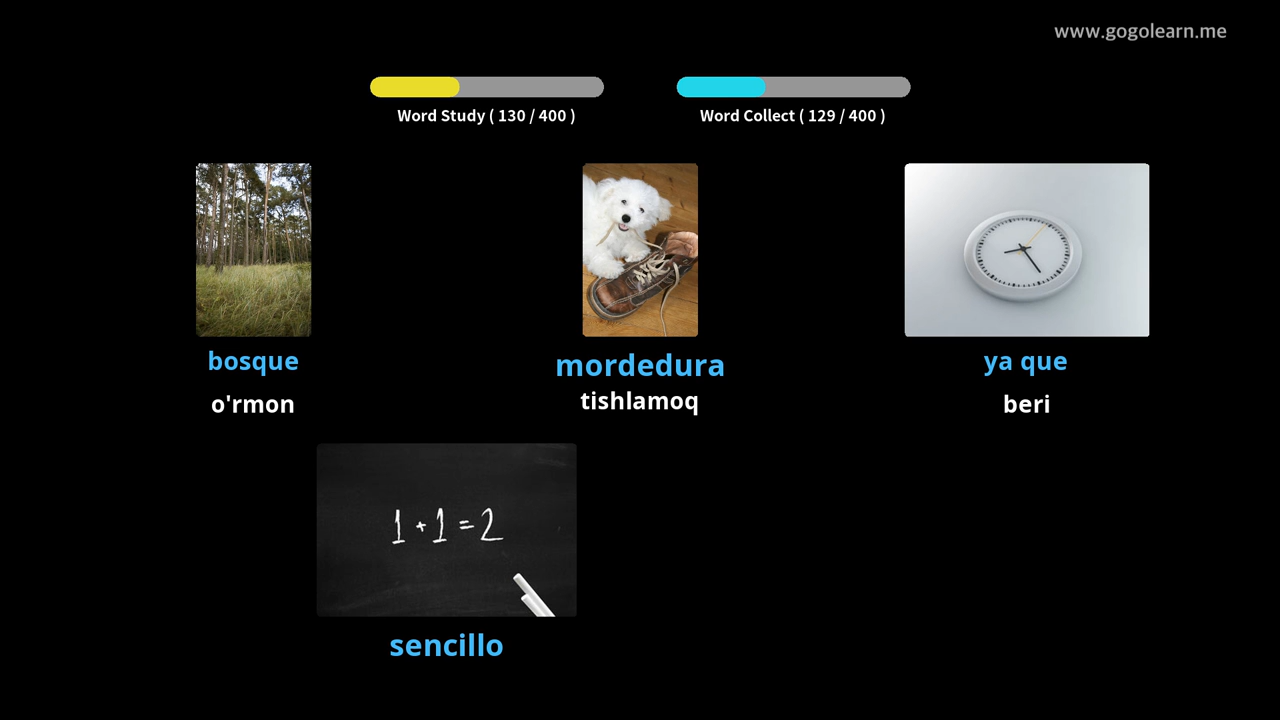 www.gogolearn.me
Word Study ( 130 / 400 )
Word Collect ( 129 / 400 )
bosque
o'rmon
mordedura
tishlamoq
ya que
beri
1 + 1 = 2
sencillo